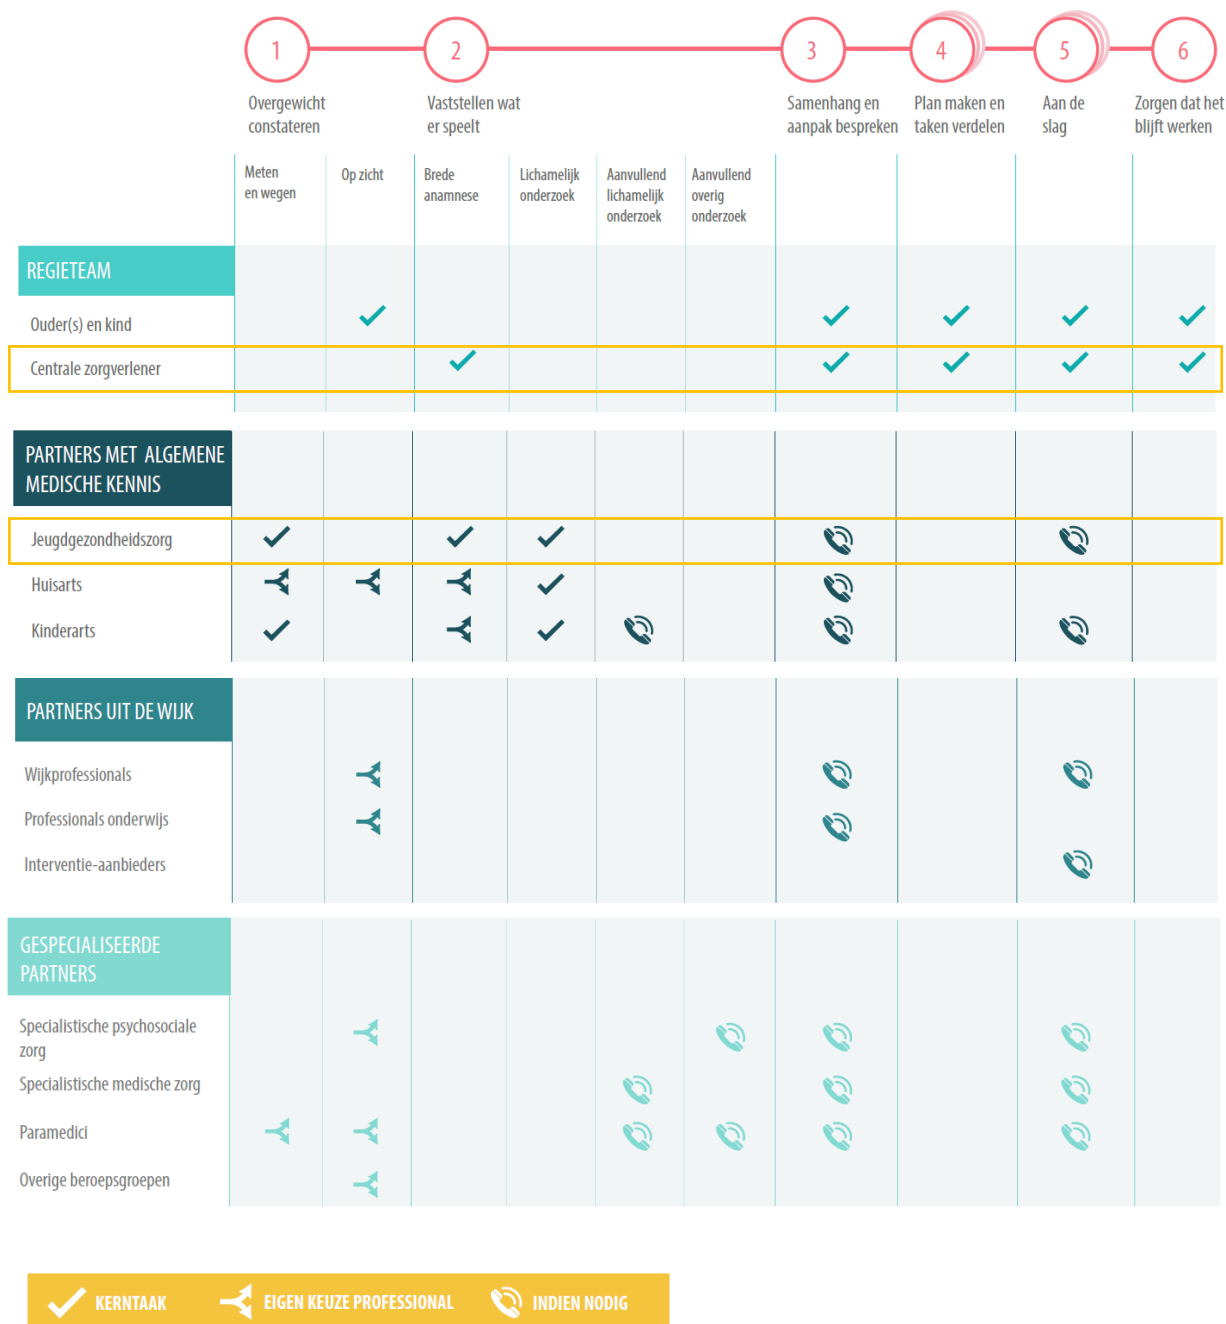 1
2
3
4
5
6
Overgewicht
constateren
Vaststellen wat
er speelt
Samenhang en
aanpak bespreken
Plan maken en
taken verdelen
Aan de
slag
Zorgen dat het
blijft werken
Meten
en wegen
Op zicht
Brede
anamnese
Lichamelijk
onderzoek
Aanvullend
lichamelijk
onderzoek
Aanvullend
overig
onderzoek
REGIETEAM
Ouder(s) en kind
Centrale zorgverlener
PARTNERS MET ALGEMENE
MEDISCHE KENNIS
Jeugdgezondheidszorg
Huisarts
Kinderarts
PARTNERS UIT DE WIJK
Wijkprofessionals
Professionals onderwijs
Interventie-aanbieders
GESPECIALISEERDE
PARTNERS
Specialistische psychosociale
zorg
Specialistische medische zorg
Paramedici
Overige beroepsgroepen
KERNTAAK
EIGEN KEUZE PROFESSIONAL
INDIEN NODIG